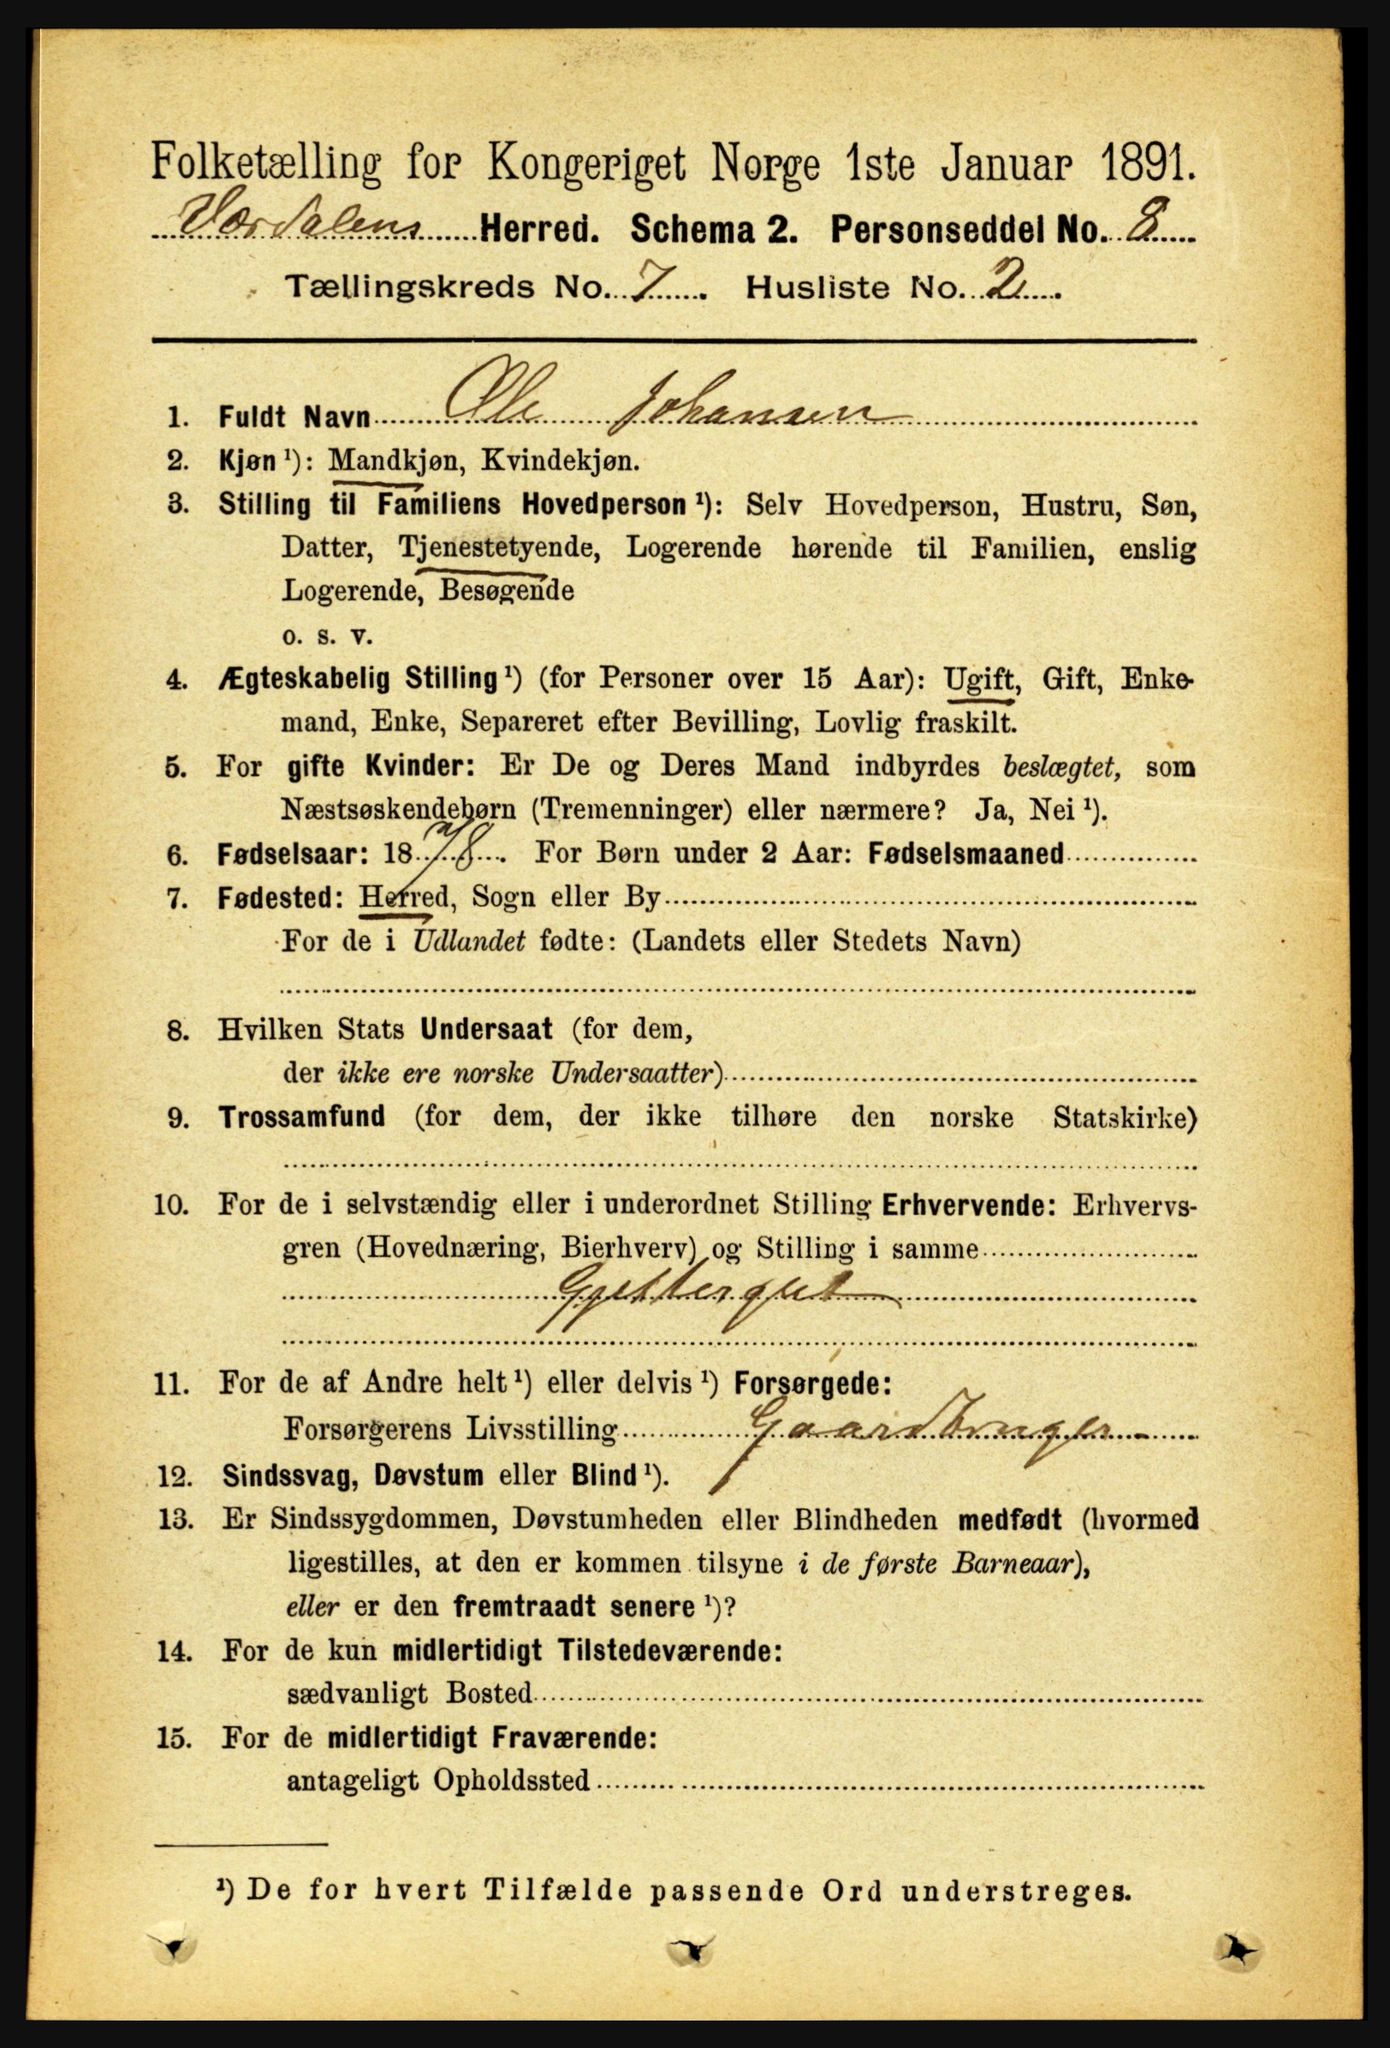 Folketælling for Kongeriget Norge 1ste Januar 1891.
Værdalens Herred. Schema 2. Personseddel No. 8
Tællingskreds No. 7. Husliste No. 2.
1. Fuldt Navn Ole Johansen
2. Kjøn ¹): Mandkjøn, Kvindekjøn.
3. Stilling til Familiens Hovedperson ¹): Selv Hovedperson, Hustru, Søn,
Datter, Tjenestetyende, Logerende hørende til Familien, enslig
Logerende, Besøgende
o. s. v.
4. Ægteskabelig Stilling ¹) (for Personer over 15 Aar): Ugift, Gift, Enke-
mand, Enke, Separeret efter Bevilling, Lovlig fraskilt.
5. For gifte Kvinder: Er De og Deres Mand indbyrdes beslægtet, som
Næstsøskendebørn (Tremenninger) eller nærmere? Ja, Nei ¹).
6. Fødselsaar: 1878. For Børn under 2 Aar: Fødselsmaaned
7. Fødested: Herred, Sogn eller By
For de i Udlandet fødte: (Landets eller Stedets Navn)
8. Hvilken Stats Undersaat (for dem,
der ikke ere norske Undersaatter)
9. Trossamfund (for dem, der ikke tilhøre den norske Statskirke)
10. For de i selvstændig eller i underordnet Stilling Erhvervende: Erhvervs-
gren (Hovednæring, Bierhverv) og Stilling i samme
Gjettergut
11. For de af Andre helt ¹) eller delvis ¹) Forsørgede:
Forsørgerens Livsstilling Gaardbruger
12. Sindssvag, Døvstum eller Blind ¹).
13. Er Sindssygdommen, Døvstumheden eller Blindheden medfødt (hvormed
ligestilles, at den er kommen tilsyne i de første Barneaar),
eller er den fremtraadt senere ¹)?
14. For de kun midlertidigt Tilstedeværende:
sædvanligt Bosted
15. For de midlertidigt Fraværende:
antageligt Opholdssted
¹) De for hvert Tilfælde passende Ord understreges.